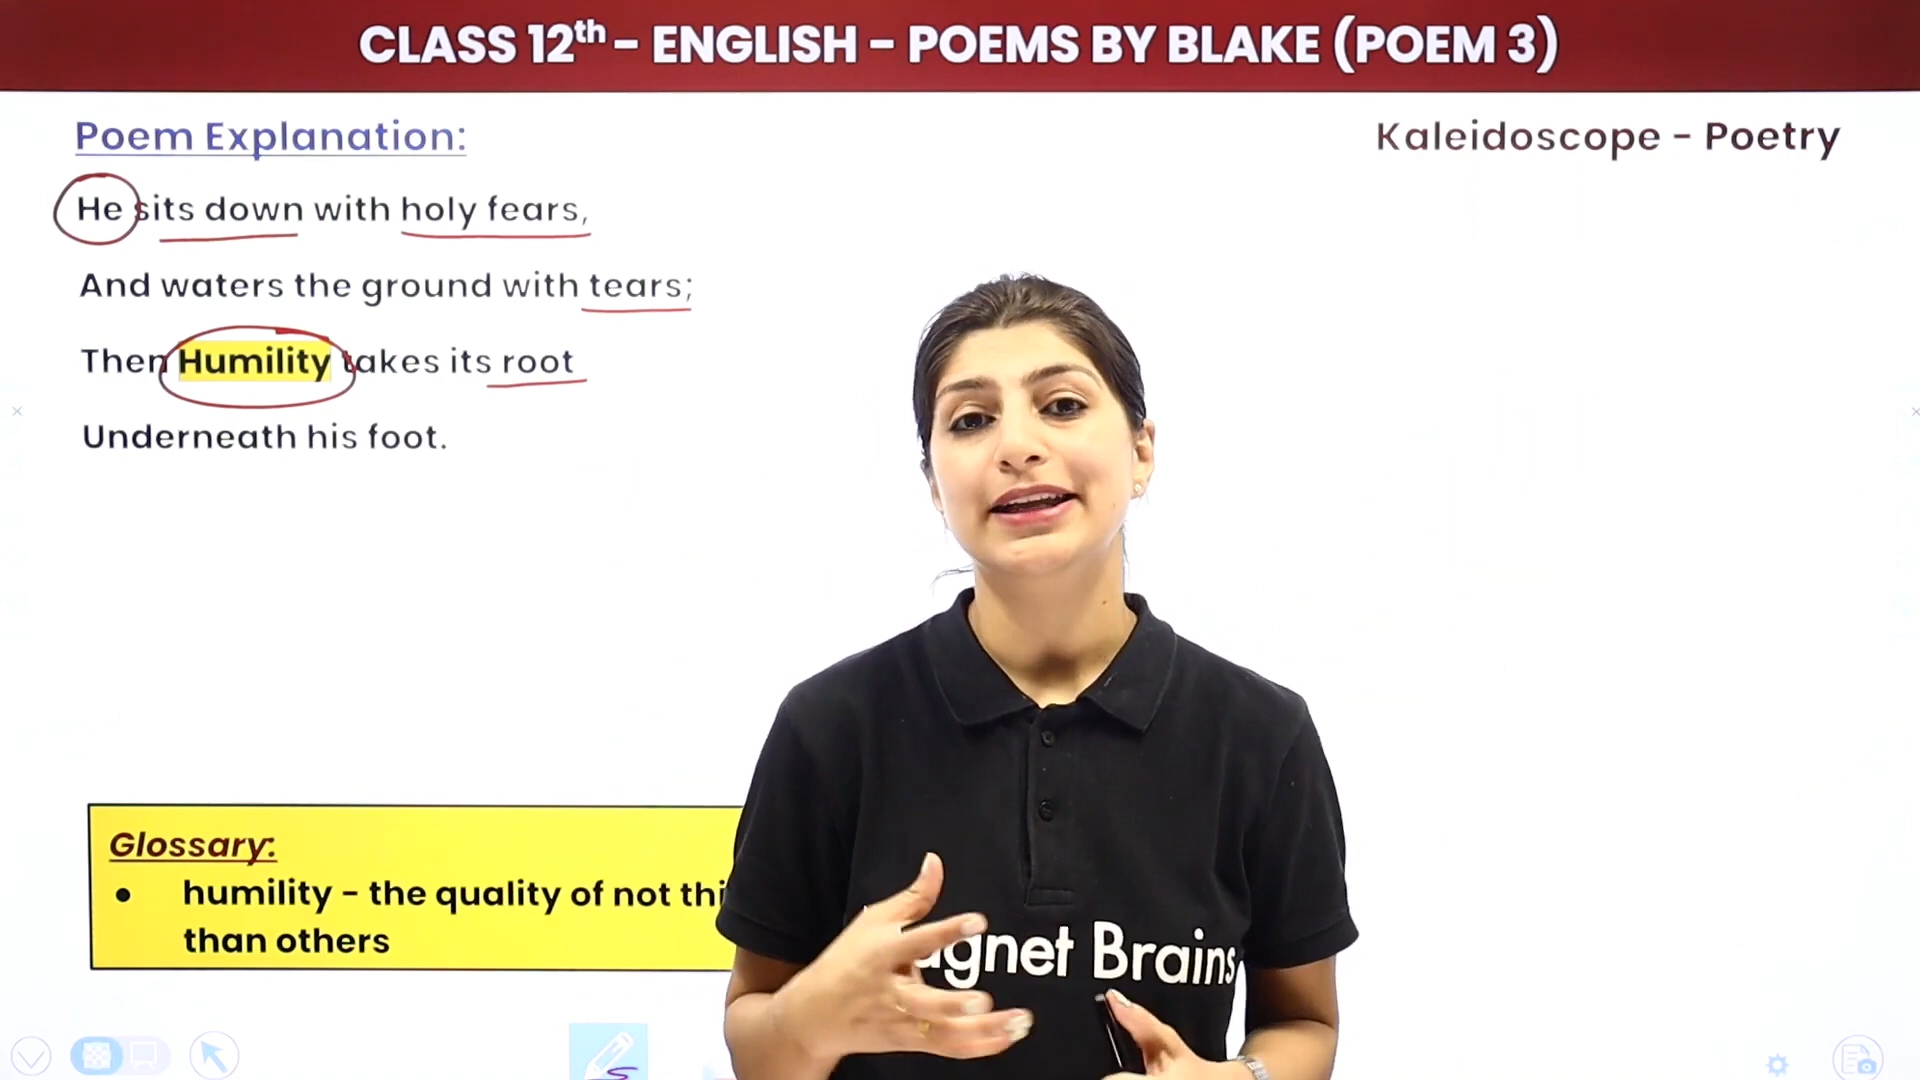 CLASS 12th - ENGLISH - POEMS BY BLAKE (POEM 3)
Poem Explanation:
Kaleidoscope - Poetry
He sits down with holy fears,
And waters the ground with tears;
Then Humility takes its root
Underneath his foot.
Glossary:
• humility - the quality of not
than others
Brains